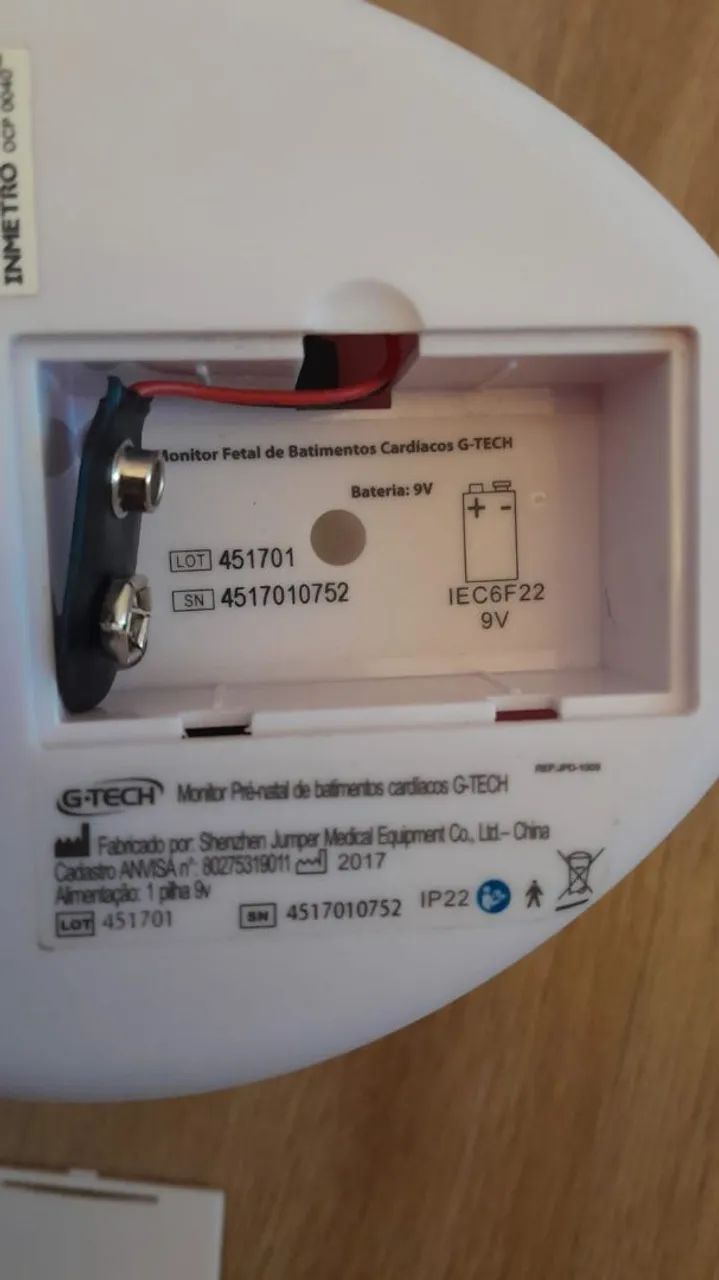 INMETRO OCP 0040
Monitor Fetal de Batimentos Cardíacos G-TECH
Bateria: 9V
+ -
LOT 451701
SN 4517010752
IEC6F22
9V
G-TECH Monitor Pré-natal de batimentos cardíacos G-TECH
REF.:JPD-100S
Fabricado por: Shenzhen Jumper Medical Equipment Co., Ltd.– China
Cadastro ANVISA nº: 80275319011 2017
Alimentação: 1 pilha 9v
LOT 451701 SN 4517010752 IP22